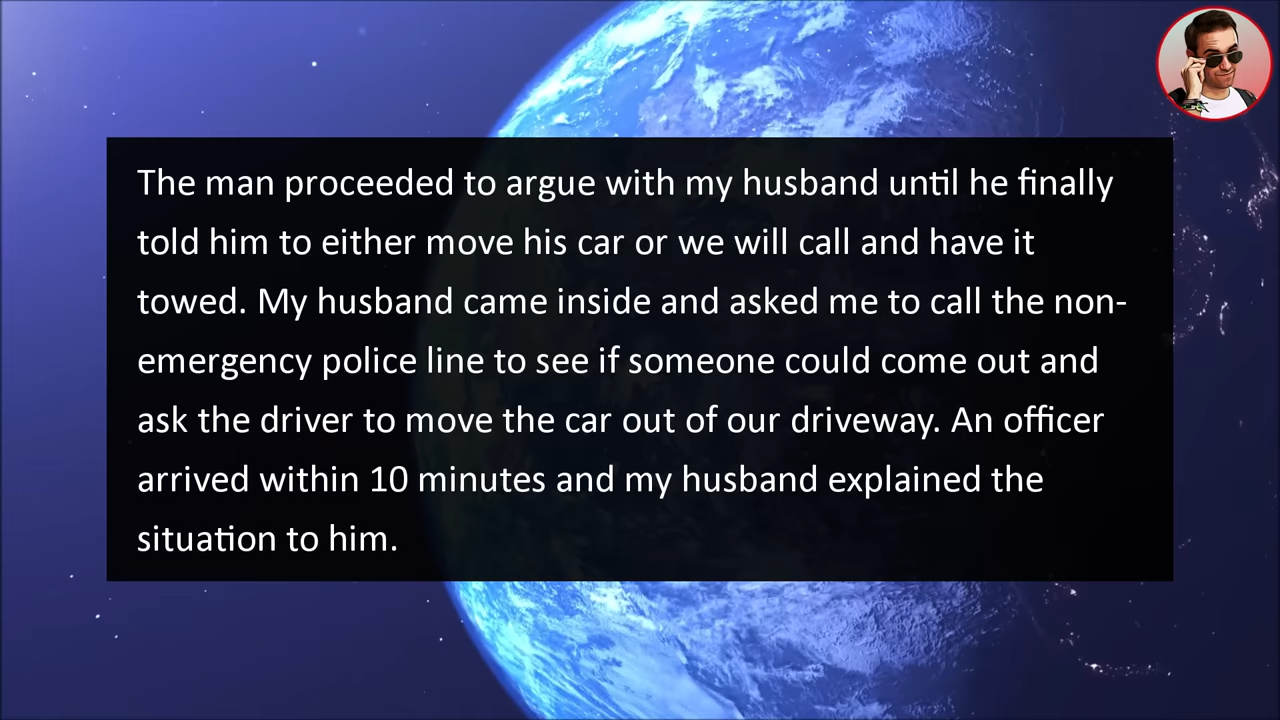 The man proceeded to argue with my husband until he finally
told him to either move his car or we will call and have it
towed. My husband came inside and asked me to call the non-
emergency police line to see if someone could come out and
ask the driver to move the car out of our driveway. An officer
arrived within 10 minutes and my husband explained the
situation to him.